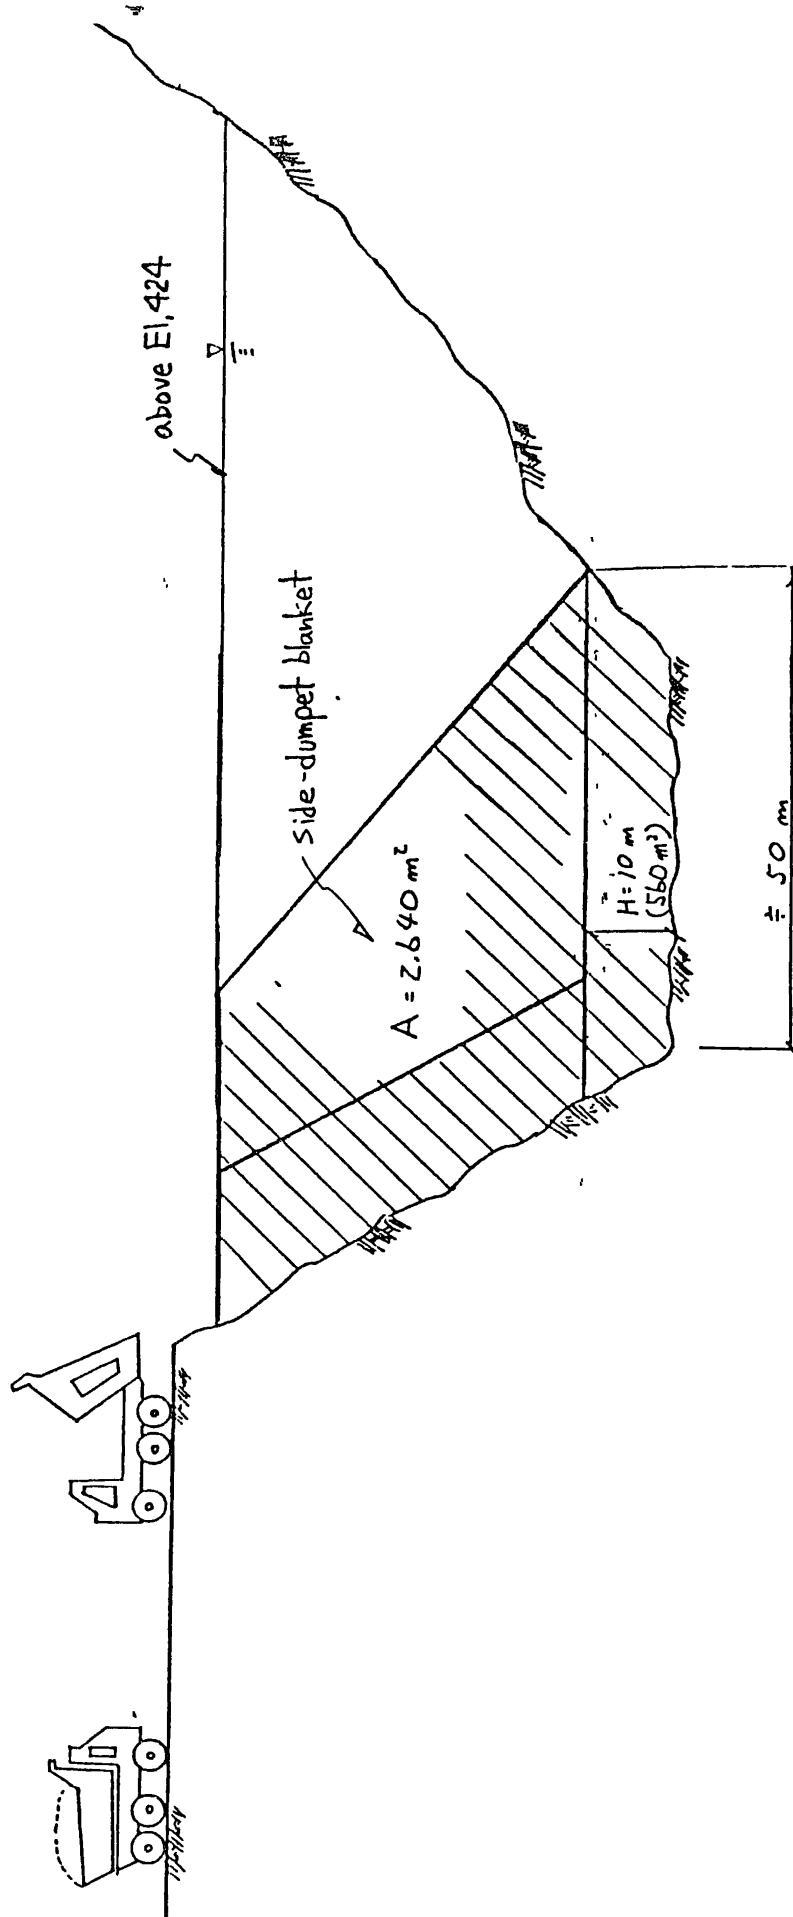 above El, 424
side-dumpet blanket
A = 2.640 m²
H = 10 m
(560 m²)
≑ 50 m